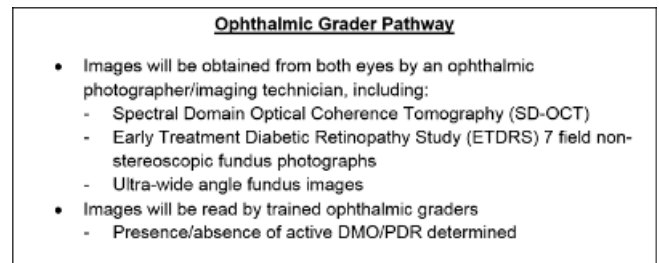 Ophthalmic Grader Pathway
• Images will be obtained from both eyes by an ophthalmic
photographer/imaging technician, including:
- Spectral Domain Optical Coherence Tomography (SD-OCT)
- Early Treatment Diabetic Retinopathy Study (ETDRS) 7 field non-
stereoscopic fundus photographs
- Ultra-wide angle fundus images
• Images will be read by trained ophthalmic graders
- Presence/absence of active DMO/PDR determined